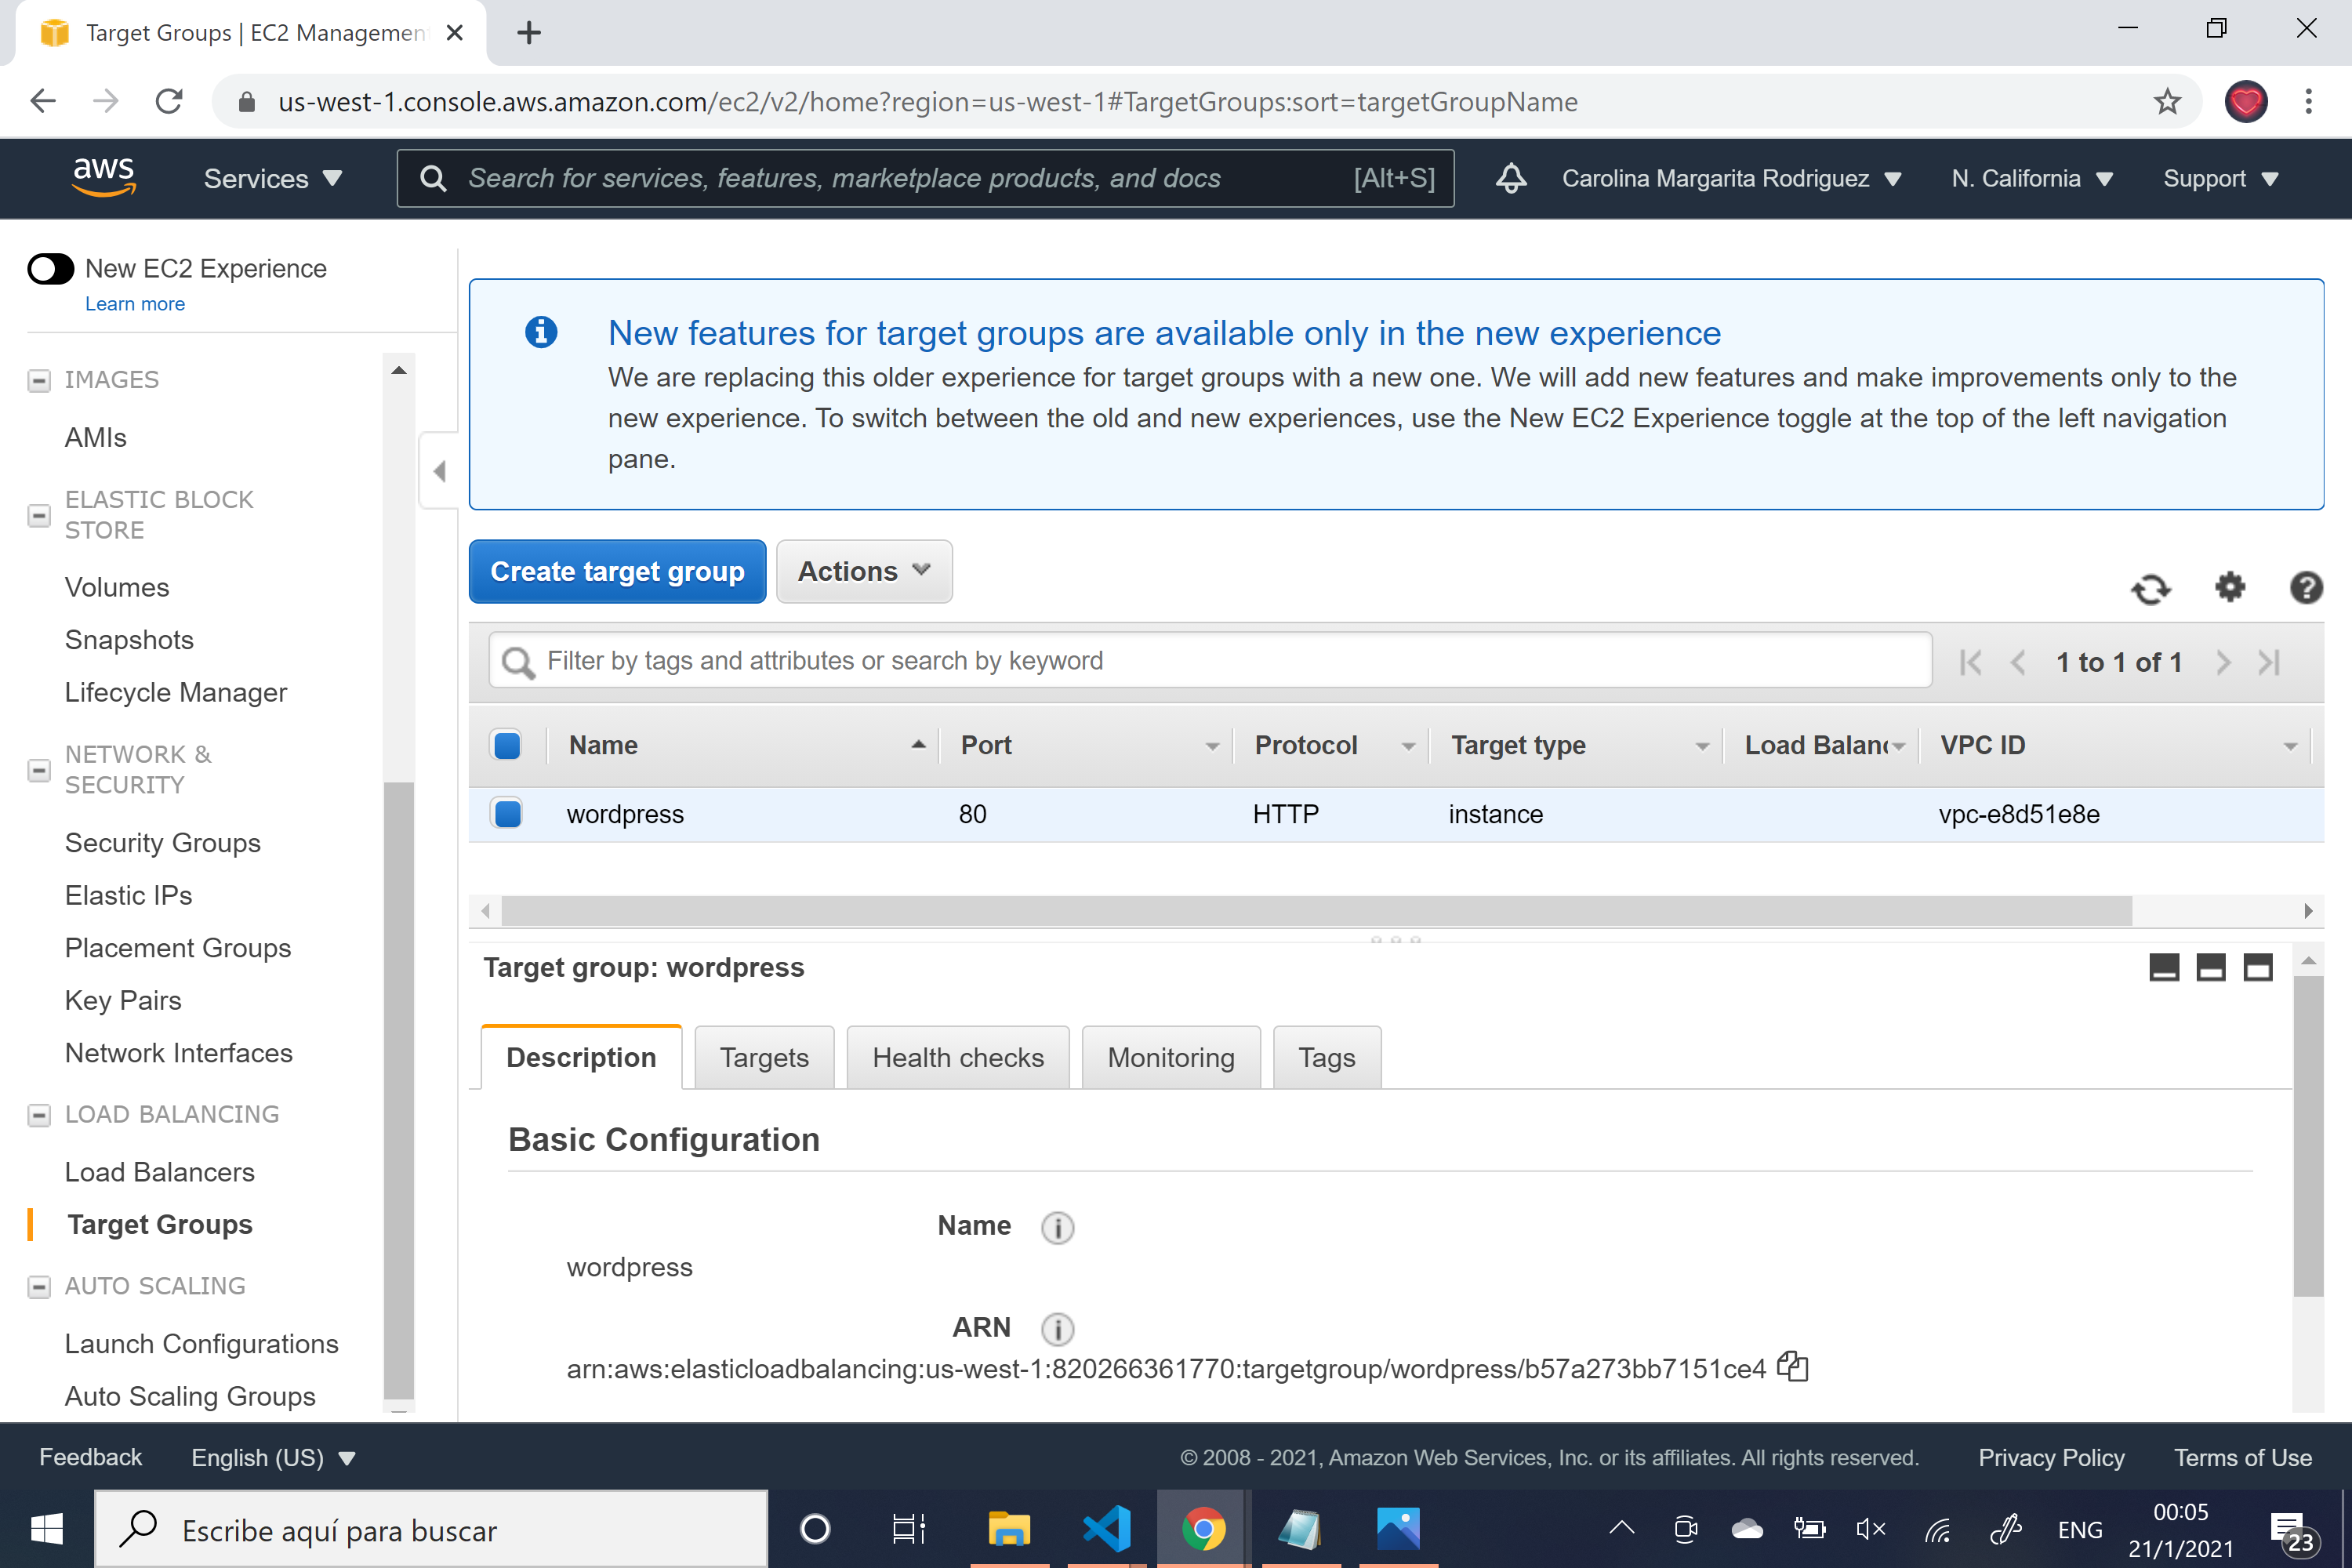 Target Groups | EC2 Managemen
us-west-1.console.aws.amazon.com/ec2/v2/home?region=us-west-1#TargetGroups:sort=targetGroupName
aws
Services
Search for services, features, marketplace products, and docs
[Alt+S]
Carolina Margarita Rodriguez
N. California
Support
New EC2 Experience
Learn more
IMAGES
AMIs
ELASTIC BLOCK
STORE
Volumes
Snapshots
Lifecycle Manager
NETWORK &
SECURITY
Security Groups
Elastic IPs
Placement Groups
Key Pairs
Network Interfaces
LOAD BALANCING
Load Balancers
Target Groups
AUTO SCALING
Launch Configurations
Auto Scaling Groups
New features for target groups are available only in the new experience
We are replacing this older experience for target groups with a new one. We will add new features and make improvements only to the
new experience. To switch between the old and new experiences, use the New EC2 Experience toggle at the top of the left navigation
pane.
Create target group
Actions
Filter by tags and attributes or search by keyword
1 to 1 of 1
Name Port Protocol Target type Load Balanc VPC ID
wordpress 80 HTTP instance vpc-e8d51e8e
Target group: wordpress
Description Targets Health checks Monitoring Tags
Basic Configuration
Name
wordpress
ARN
arn:aws:elasticloadbalancing:us-west-1:820266361770:targetgroup/wordpress/b57a273bb7151ce4
Feedback
English (US)
© 2008 - 2021, Amazon Web Services, Inc. or its affiliates. All rights reserved.
Privacy Policy
Terms of Use
Escribe aquí para buscar
ENG
00:05
21/1/2021
23